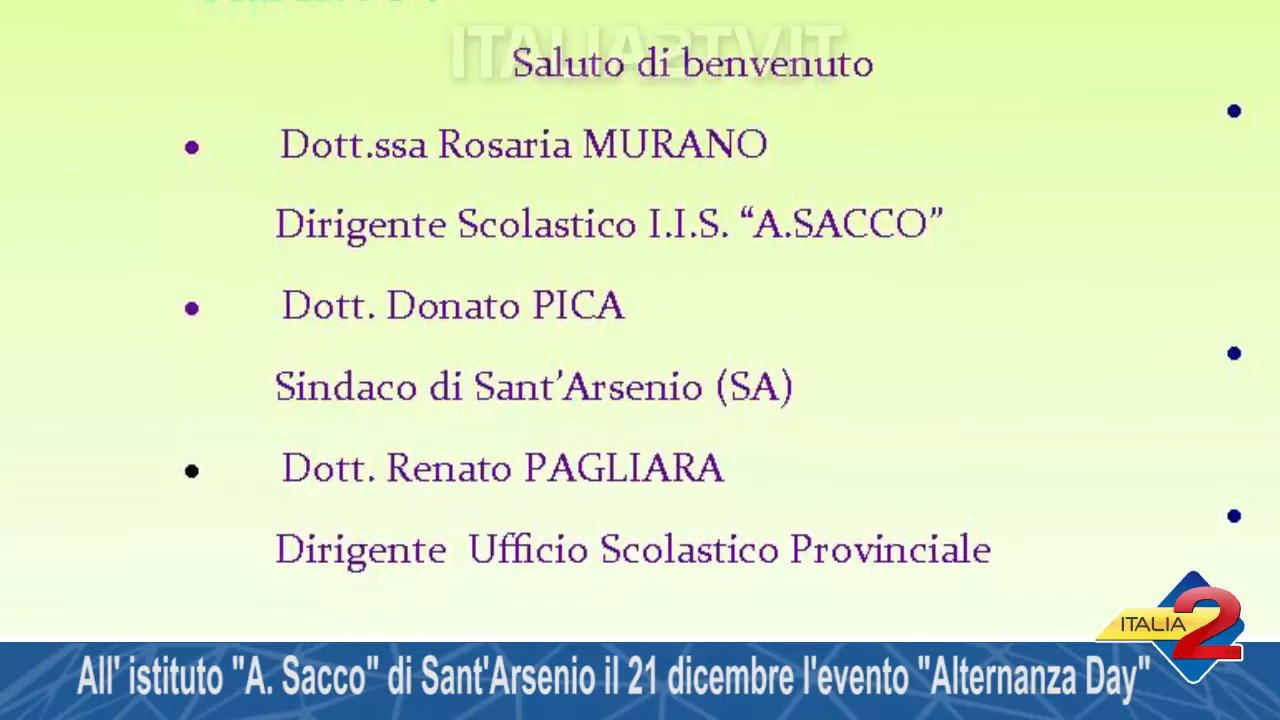 ITALIA2TV.IT
Saluto di benvenuto
• Dott.ssa Rosaria MURANO
Dirigente Scolastico I.I.S. “A.SACCO”
• Dott. Donato PICA
Sindaco di Sant’Arsenio (SA)
• Dott. Renato PAGLIARA
Dirigente Ufficio Scolastico Provinciale
ITALIA 2
All' istituto "A. Sacco" di Sant'Arsenio il 21 dicembre l'evento "Alternanza Day"